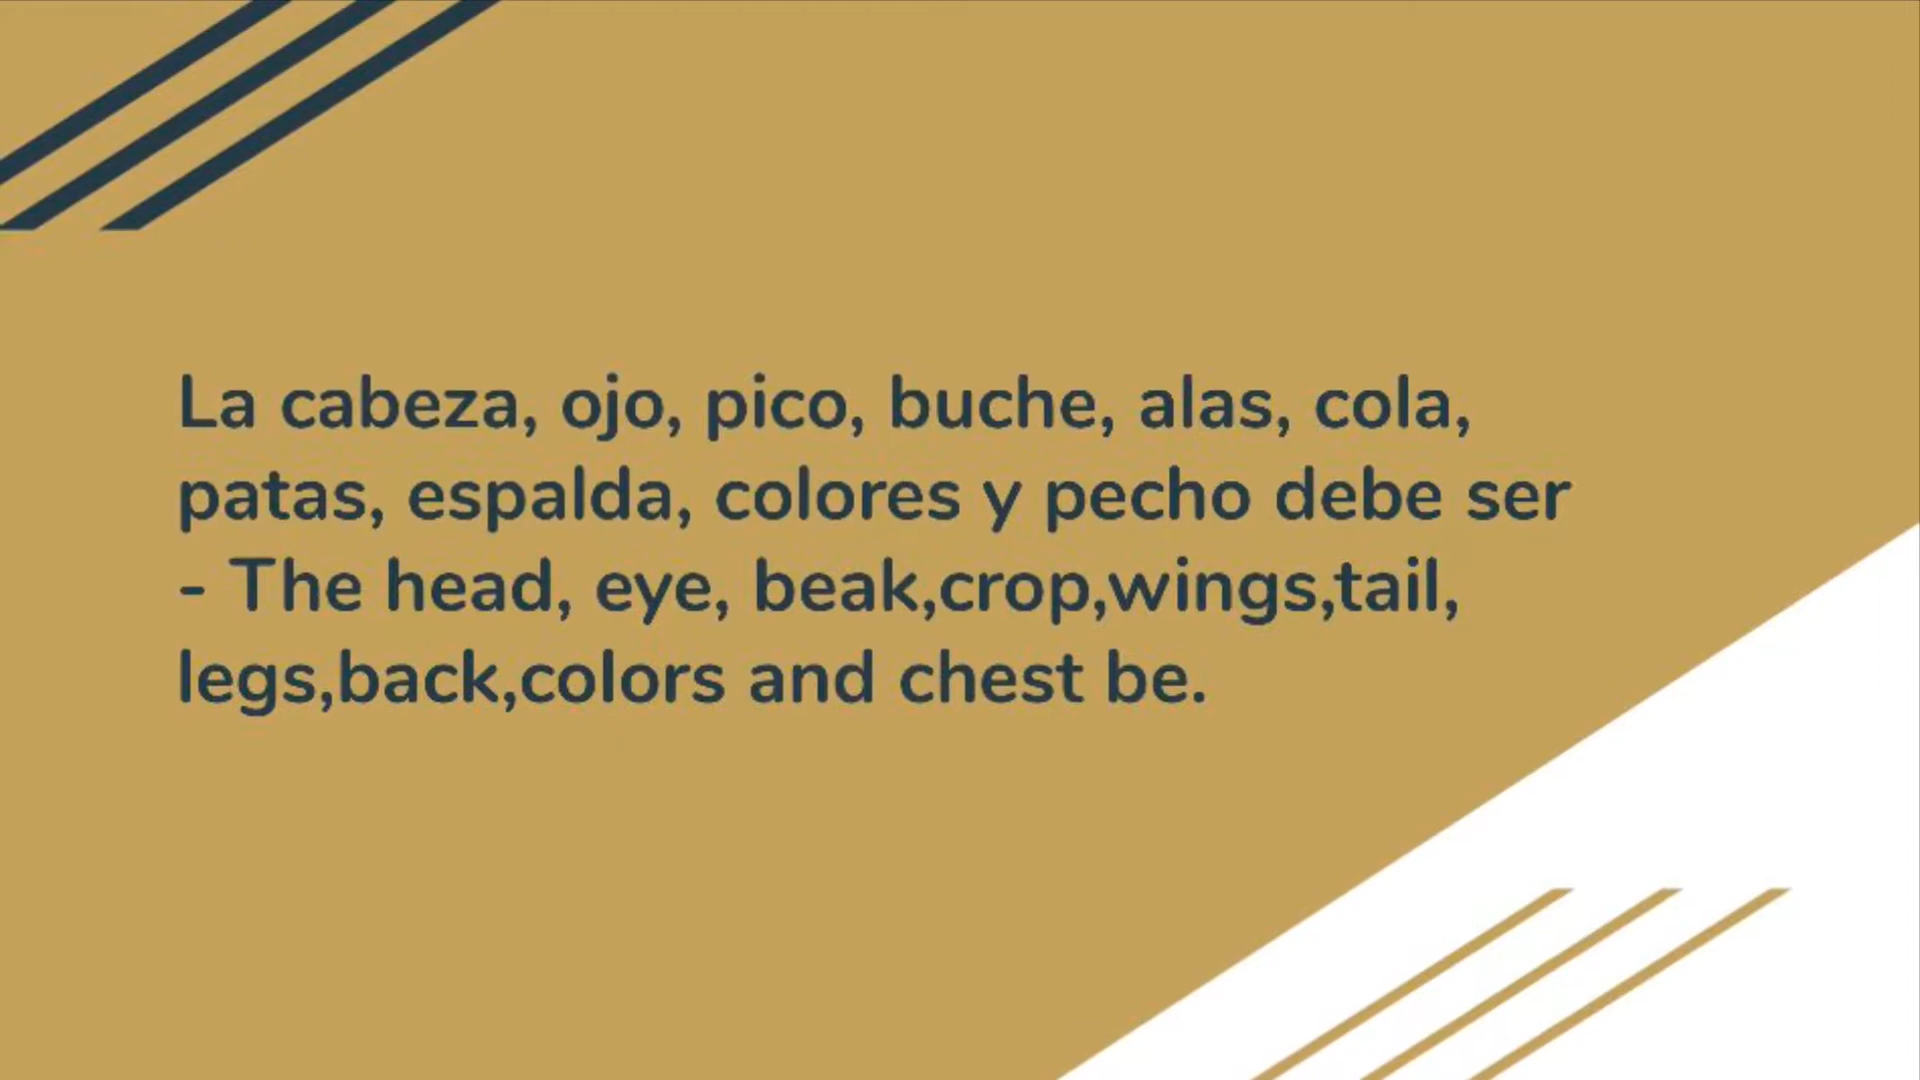 La cabeza, ojo, pico, buche, alas, cola,
patas, espalda, colores y pecho debe ser
- The head, eye, beak,crop,wings,tail,
legs,back,colors and chest be.